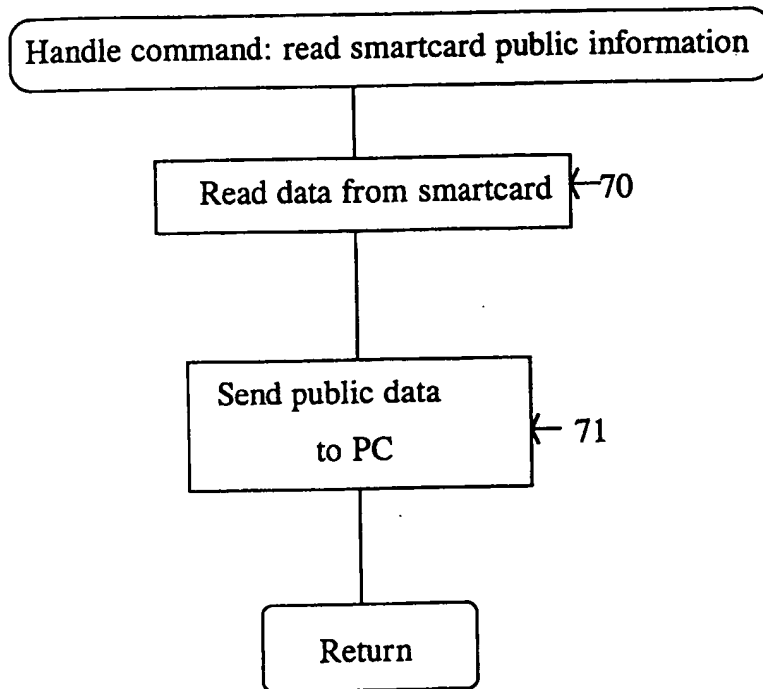 Handle command: read smartcard public information
Read data from smartcard
70
Send public data
to PC
71
Return